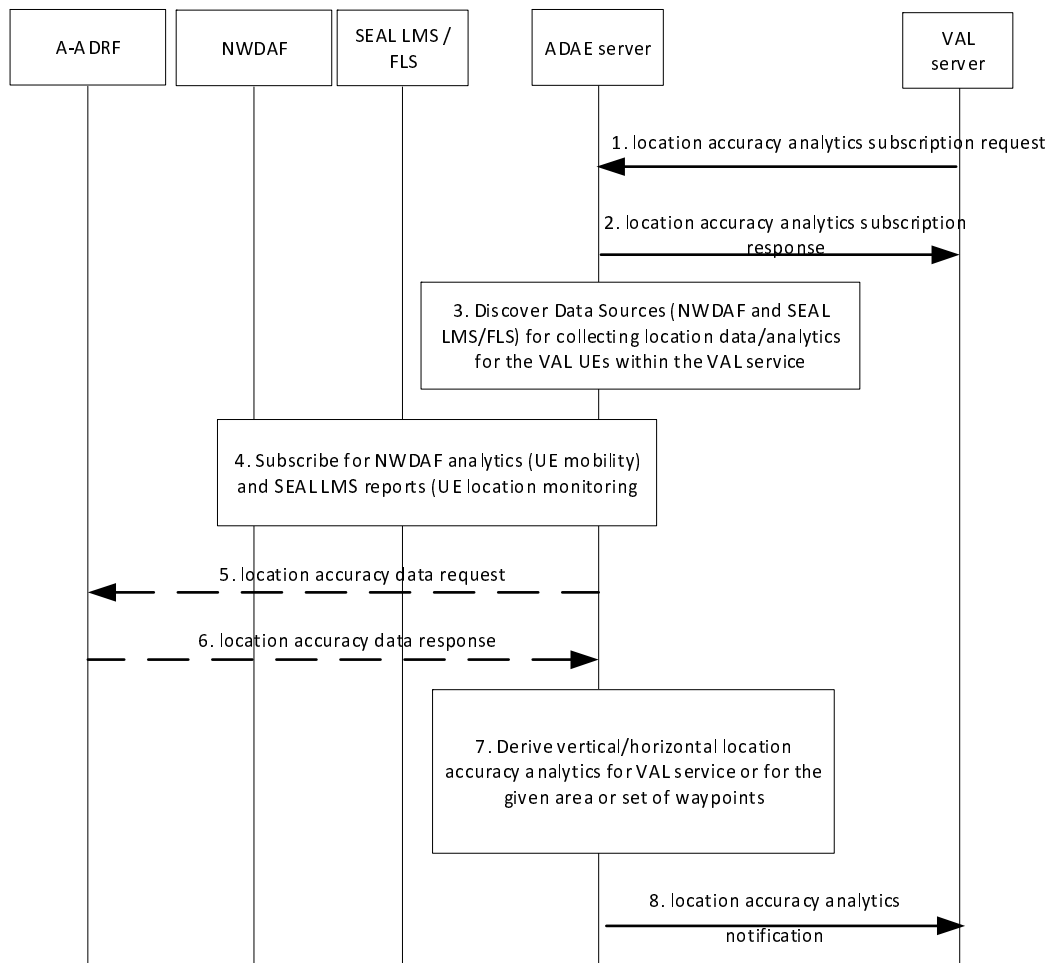 A-ADRF
NWDAF
SEAL LMS /
FLS
ADAE server
VAL
server
1. location accuracy analytics subscription request
2. location accuracy analytics subscription
response
3. Discover Data Sources (NWDAF and SEAL
LMS/FLS) for collecting location data/analytics
for the VAL UEs within the VAL service
4. Subscribe for NWDAF analytics (UE mobility)
and SEAL LMS reports (UE location monitoring
5. location accuracy data request
6. location accuracy data response
7. Derive vertical/horizontal location
accuracy analytics for VAL service or for the
given area or set of waypoints
8. location accuracy analytics
notification